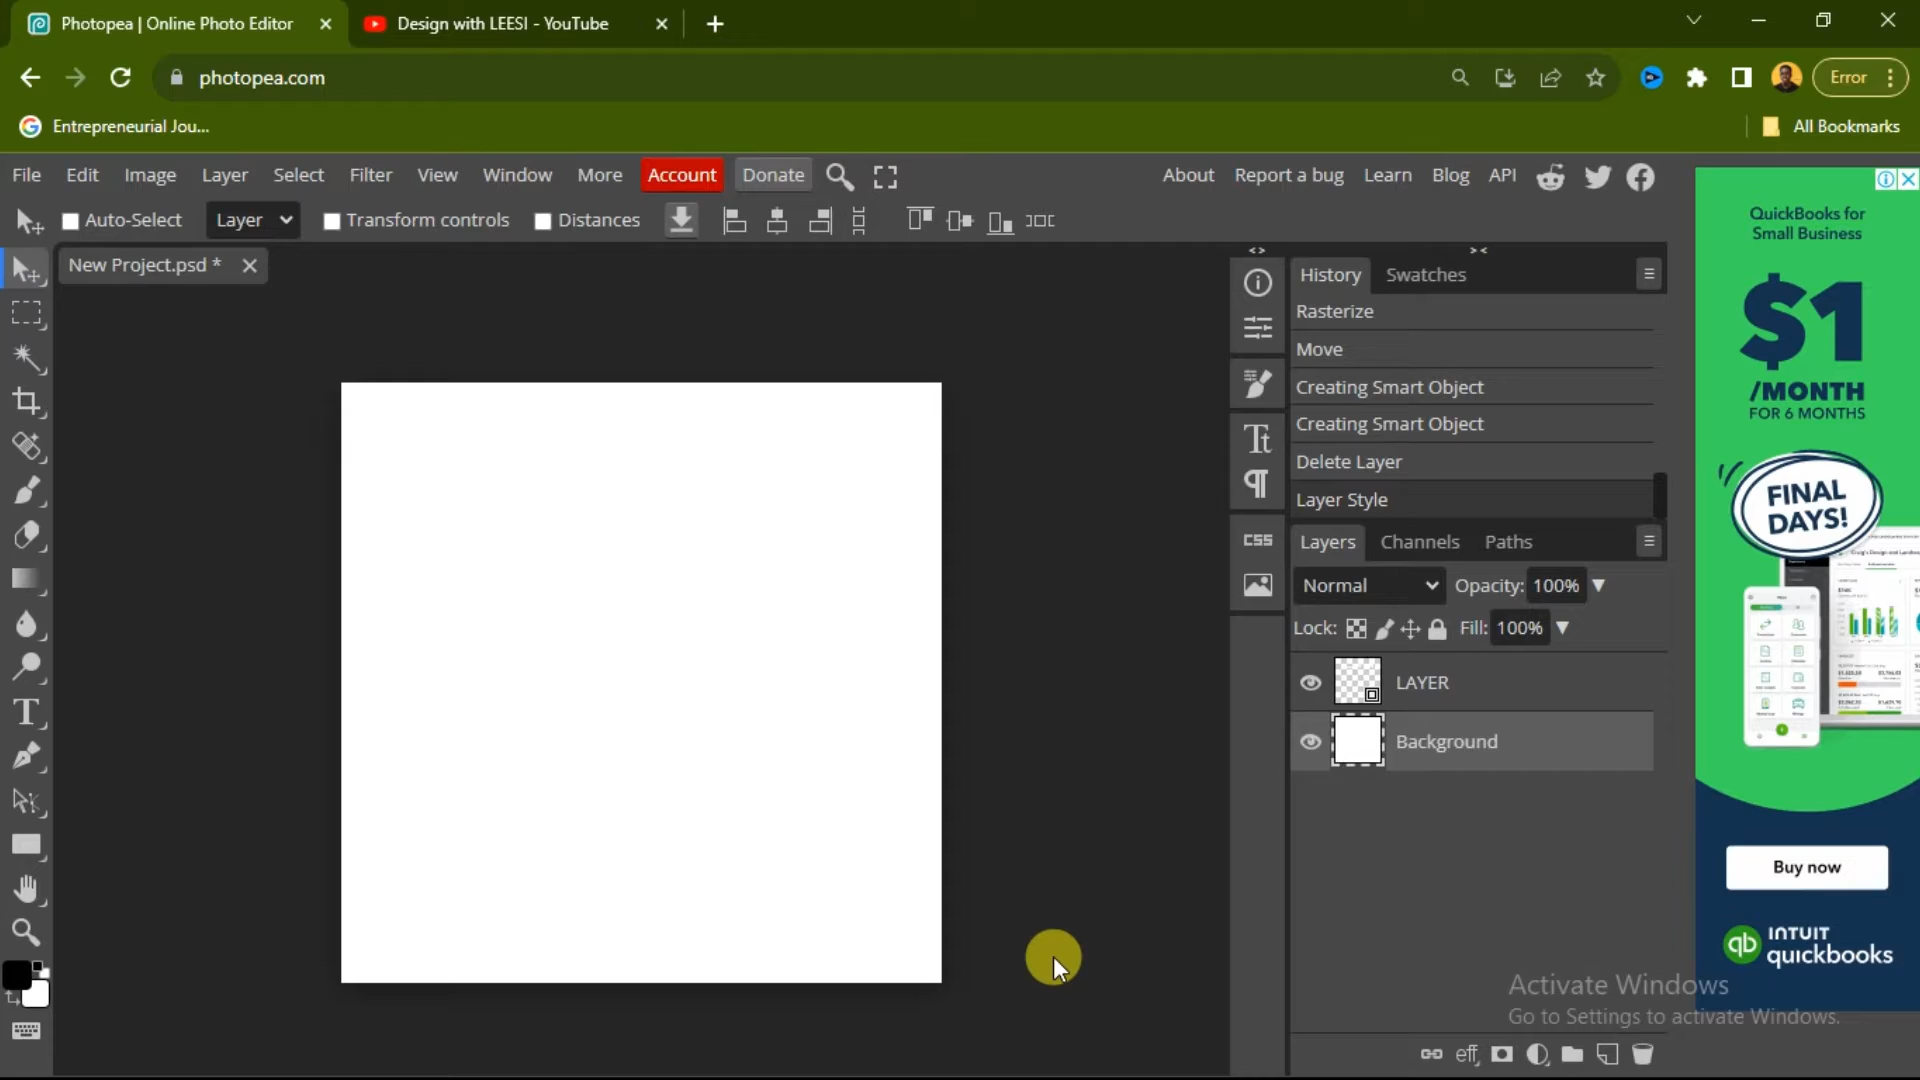 Photopea | Online Photo Editor
Design with LEESI - YouTube
photopea.com
Error
Entrepreneurial Jou...
All Bookmarks
File Edit Image Layer Select Filter View Window More Account Donate
About Report a bug Learn Blog API
Auto-Select Layer Transform controls Distances
New Project.psd *
History Swatches
Rasterize
Move
Creating Smart Object
Creating Smart Object
Delete Layer
Layer Style
CSS
Layers Channels Paths
Normal Opacity: 100%
Lock: Fill: 100%
LAYER
Background
eff
QuickBooks for
Small Business
$1
/MONTH
FOR 6 MONTHS
FINAL
DAYS!
Buy now
qb INTUIT
quickbooks
Activate Windows
Go to Settings to activate Windows.